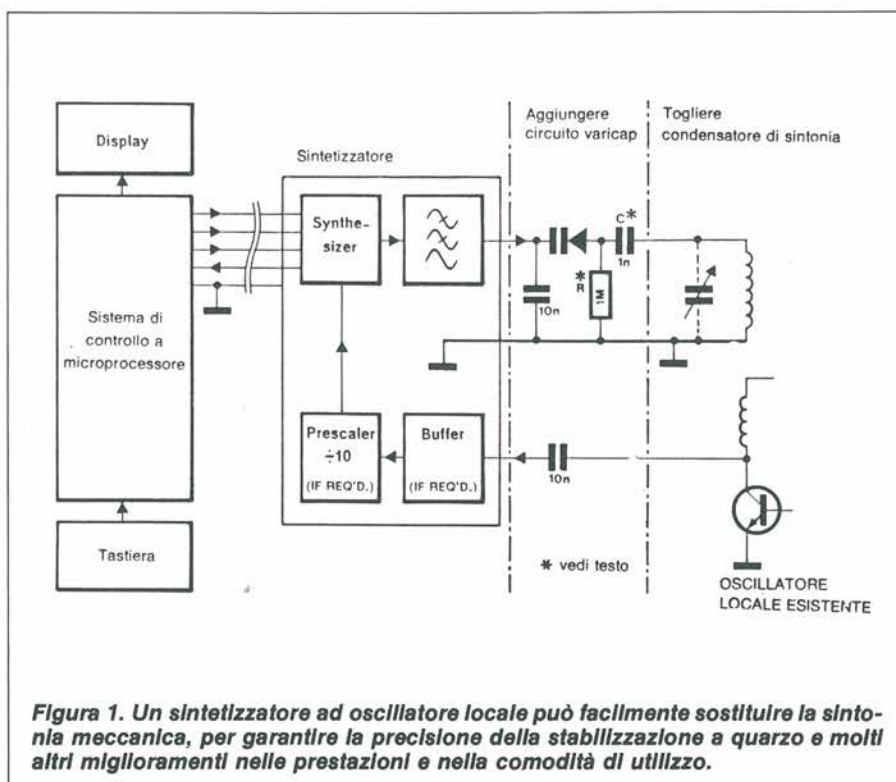 Display
Sistema di
controllo a
microprocessore
Tastiera
Sintetizzatore
Synthe-
sizer
Prescaler
÷10
(IF REQ'D.)
Buffer
(IF REQ'D.)
Aggiungere
circuito varicap
10n
* R
1M
C*
1n
10n
* vedi testo
Togliere
condensatore di sintonia
OSCILLATORE
LOCALE ESISTENTE
Figura 1. Un sintetizzatore ad oscillatore locale può facilmente sostituire la sinto-
nia meccanica, per garantire la precisione della stabilizzazione a quarzo e molti
altri miglioramenti nelle prestazioni e nella comodità di utilizzo.